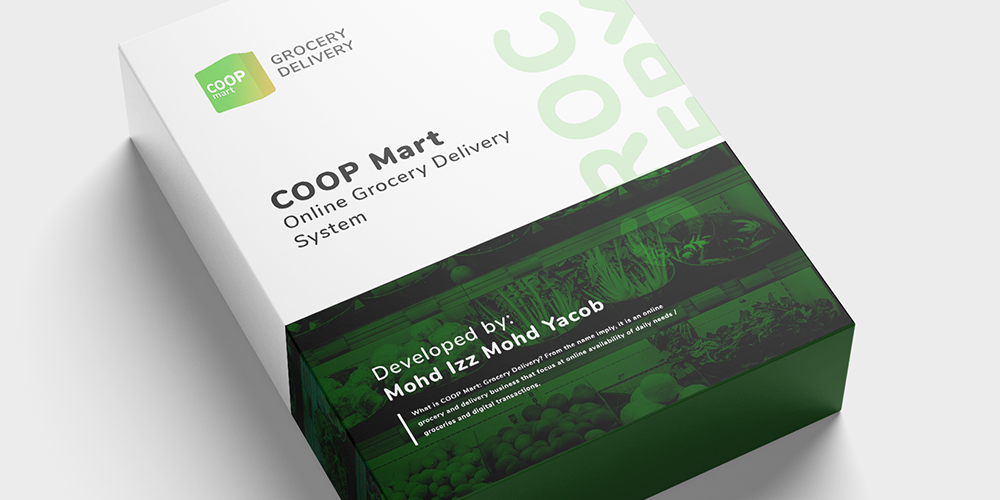 COOP
mart
GROCERY
DELIVERY
COOP Mart
Online Grocery Delivery
System
Developed by:
Mohd Izz Mohd Yacob
What is COOP Mart: Grocery Delivery? From the name imply, it is an online
grocery and delivery business that focus at online availability of daily needs /
groceries and digital transactions.
ROC
ERY